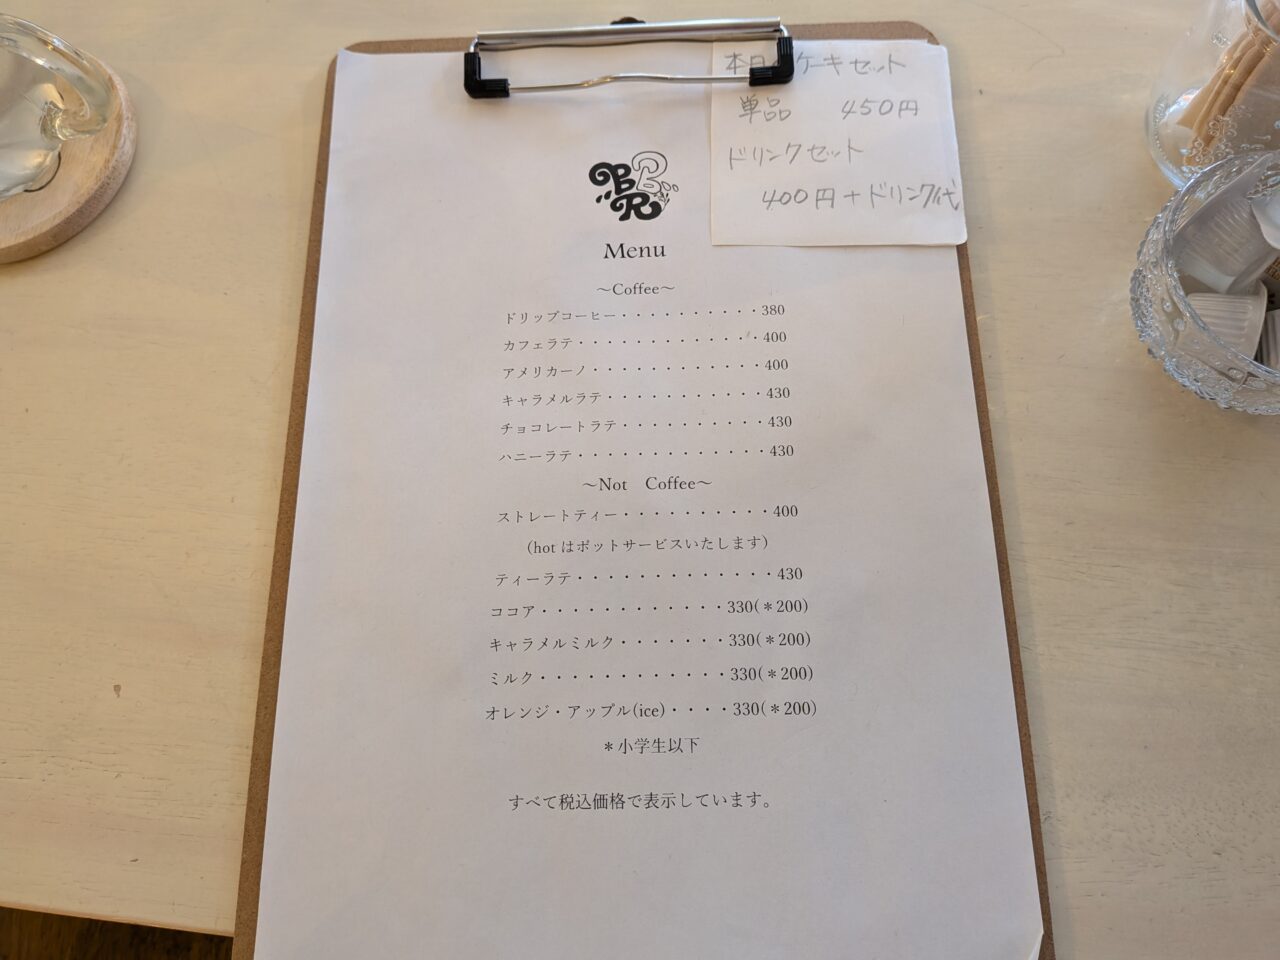 本日 ケーキセット
単品 450円
ドリンクセット
400円+ドリンク代
BBR
Menu
～Coffee～
ドリップコーヒー・・・・・・・・・・380
カフェラテ・・・・・・・・・・・・・400
アメリカーノ・・・・・・・・・・・・400
キャラメルラテ・・・・・・・・・・・430
チョコレートラテ・・・・・・・・・・430
ハニーラテ・・・・・・・・・・・・・430
～Not Coffee～
ストレートティー・・・・・・・・・・400
（hot はポットサービスいたします）
ティーラテ・・・・・・・・・・・・・430
ココア・・・・・・・・・・・・330(＊200)
キャラメルミルク・・・・・・・330(＊200)
ミルク・・・・・・・・・・・・330(＊200)
オレンジ・アップル(ice)・・・・330(＊200)
＊小学生以下
すべて税込価格で表示しています。